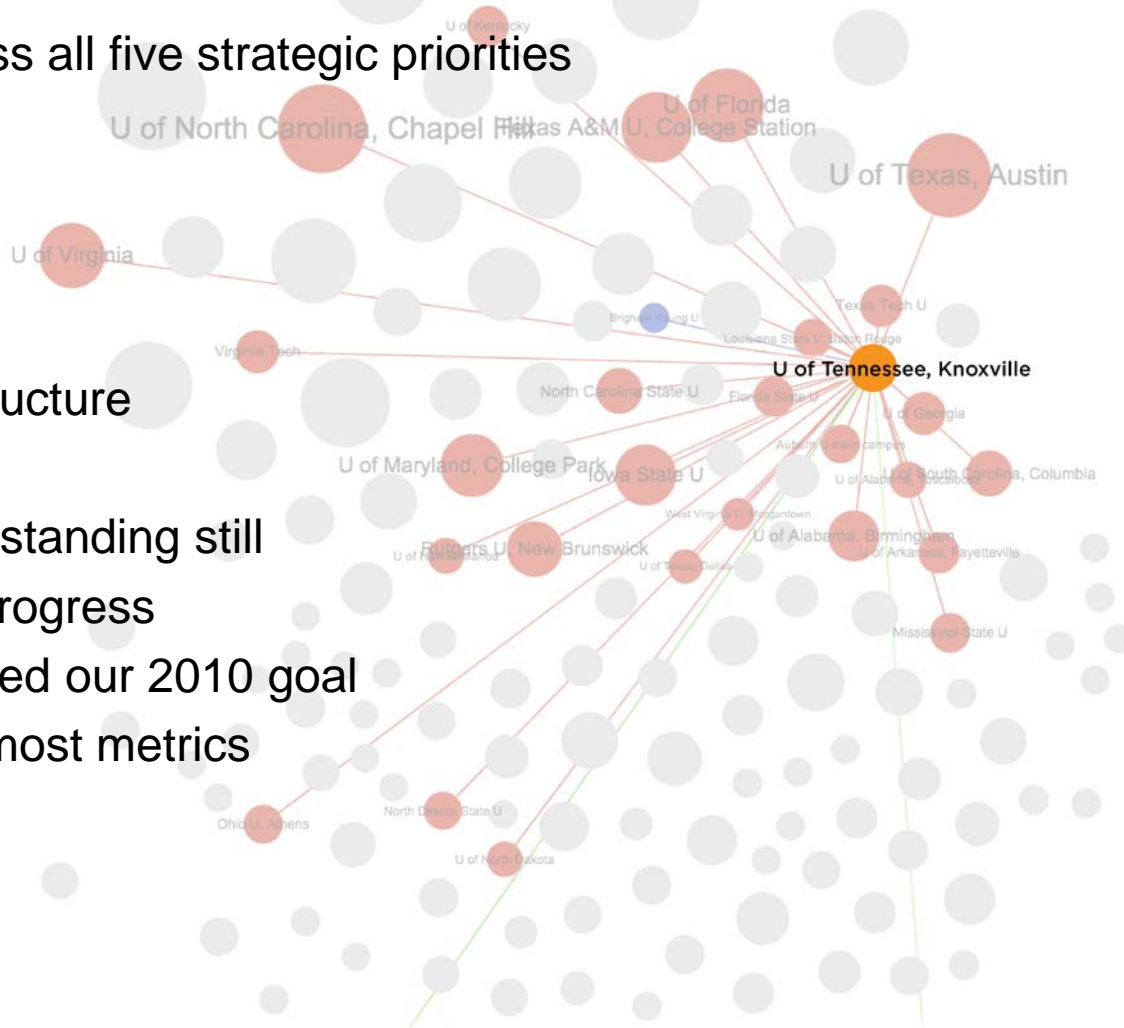 U of Kentucky
ss all five strategic priorities
U of Florida
U of North Carolina, Chapel Hill
Texas A&M U, College Station
U of Texas, Austin
U of Virginia
Texas Tech U
Brigham Young U
Louisiana State U, Baton Rouge
Virginia Tech
U of Tennessee, Knoxville
North Carolina State U
Florida State U
ucture
U of Georgia
Auburn U main campus
U of Maryland, College Park
Iowa State U
U of Alabama, Tuscaloosa
U of South Carolina, Columbia
West Virginia U, Morgantown
standing still
U of Alabama, Birmingham
Rutgers U, New Brunswick
U of Manoa
U of Arkansas, Fayetteville
U of Texas, Dallas
rogress
Mississippi State U
ed our 2010 goal
most metrics
North Dakota State U
Ohio U, Athens
U of North Dakota